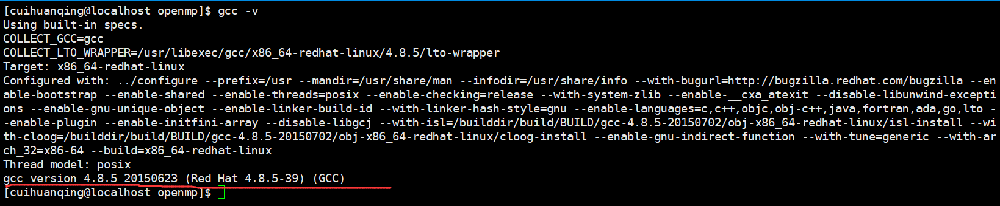 [cuihuanqing@localhost openmp]$ gcc -v
Using built-in specs.
COLLECT_GCC=gcc
COLLECT_LTO_WRAPPER=/usr/libexec/gcc/x86_64-redhat-linux/4.8.5/lto-wrapper
Target: x86_64-redhat-linux
Configured with: ../configure --prefix=/usr --mandir=/usr/share/man --infodir=/usr/share/info --with-bugurl=http://bugzilla.redhat.com/bugzilla --en
able-bootstrap --enable-shared --enable-threads=posix --enable-checking=release --with-system-zlib --enable-__cxa_atexit --disable-libunwind-excepti
ons --enable-gnu-unique-object --enable-linker-build-id --with-linker-hash-style=gnu --enable-languages=c,c++,objc,obj-c++,java,fortran,ada,go,lto -
-enable-plugin --enable-initfini-array --disable-libgcj --with-isl=/builddir/build/BUILD/gcc-4.8.5-20150702/obj-x86_64-redhat-linux/isl-install --wi
th-cloog=/builddir/build/BUILD/gcc-4.8.5-20150702/obj-x86_64-redhat-linux/cloog-install --enable-gnu-indirect-function --with-tune=generic --with-ar
ch_32=x86-64 --build=x86_64-redhat-linux
Thread model: posix
gcc version 4.8.5 20150623 (Red Hat 4.8.5-39) (GCC)
[cuihuanqing@localhost openmp]$